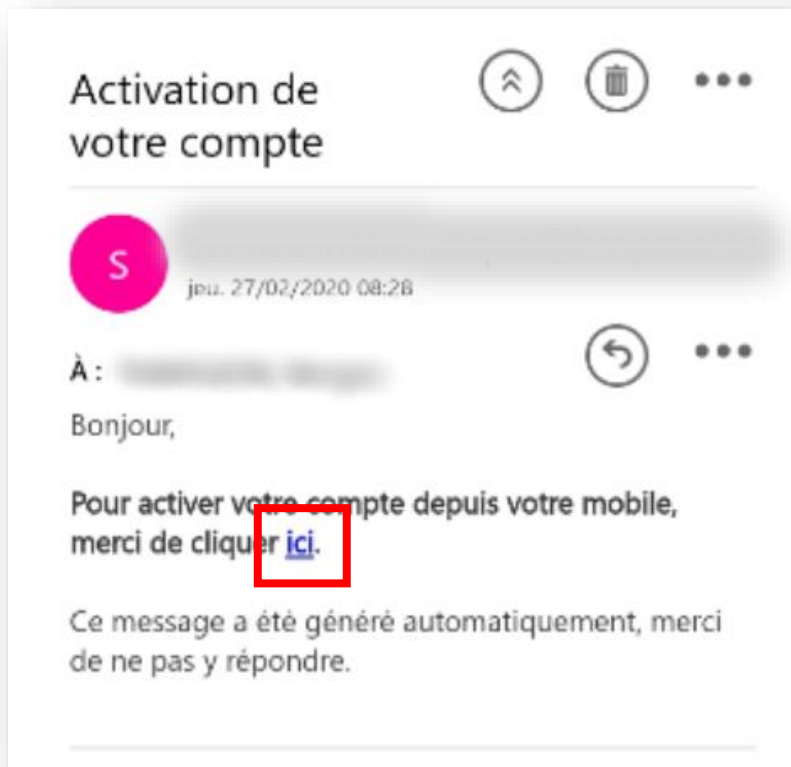 Activation de
votre compte
S
jeu. 27/02/2020 08:28
À :
Bonjour,
Pour activer votre compte depuis votre mobile,
merci de cliquer ici.
Ce message a été généré automatiquement, merci
de ne pas y répondre.